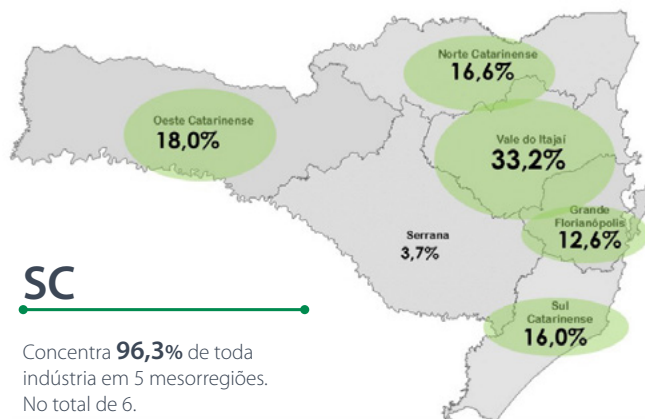 Norte Catarinense
16,6%
Oeste Catarinense
18,0%
Vale do Itajaí
33,2%
Grande
Florianópolis
12,6%
Serrana
3,7%
Sul
Catarinense
16,0%
SC
Concentra 96,3% de toda
indústria em 5 mesorregiões.
No total de 6.